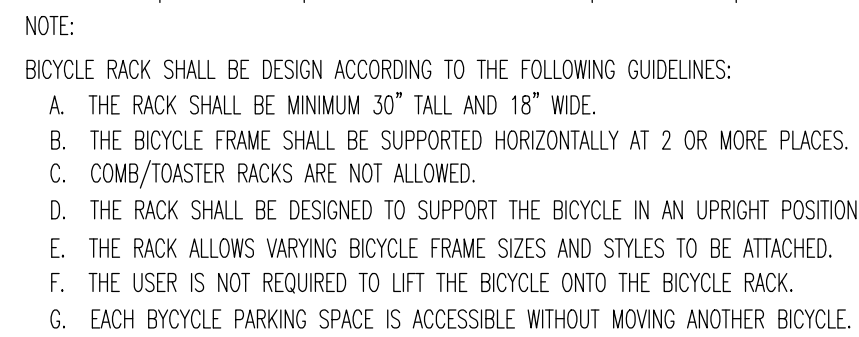 NOTE:
BICYCLE RACK SHALL BE DESIGN ACCORDING TO THE FOLLOWING GUIDELINES:
A. THE RACK SHALL BE MINIMUM 30” TALL AND 18” WIDE.
B. THE BICYCLE FRAME SHALL BE SUPPORTED HORIZONTALLY AT 2 OR MORE PLACES.
C. COMB/TOASTER RACKS ARE NOT ALLOWED.
D. THE RACK SHALL BE DESIGNED TO SUPPORT THE BICYCLE IN AN UPRIGHT POSITION
E. THE RACK ALLOWS VARYING BICYCLE FRAME SIZES AND STYLES TO BE ATTACHED.
F. THE USER IS NOT REQUIRED TO LIFT THE BICYCLE ONTO THE BICYCLE RACK.
G. EACH BYCYCLE PARKING SPACE IS ACCESSIBLE WITHOUT MOVING ANOTHER BICYCLE.